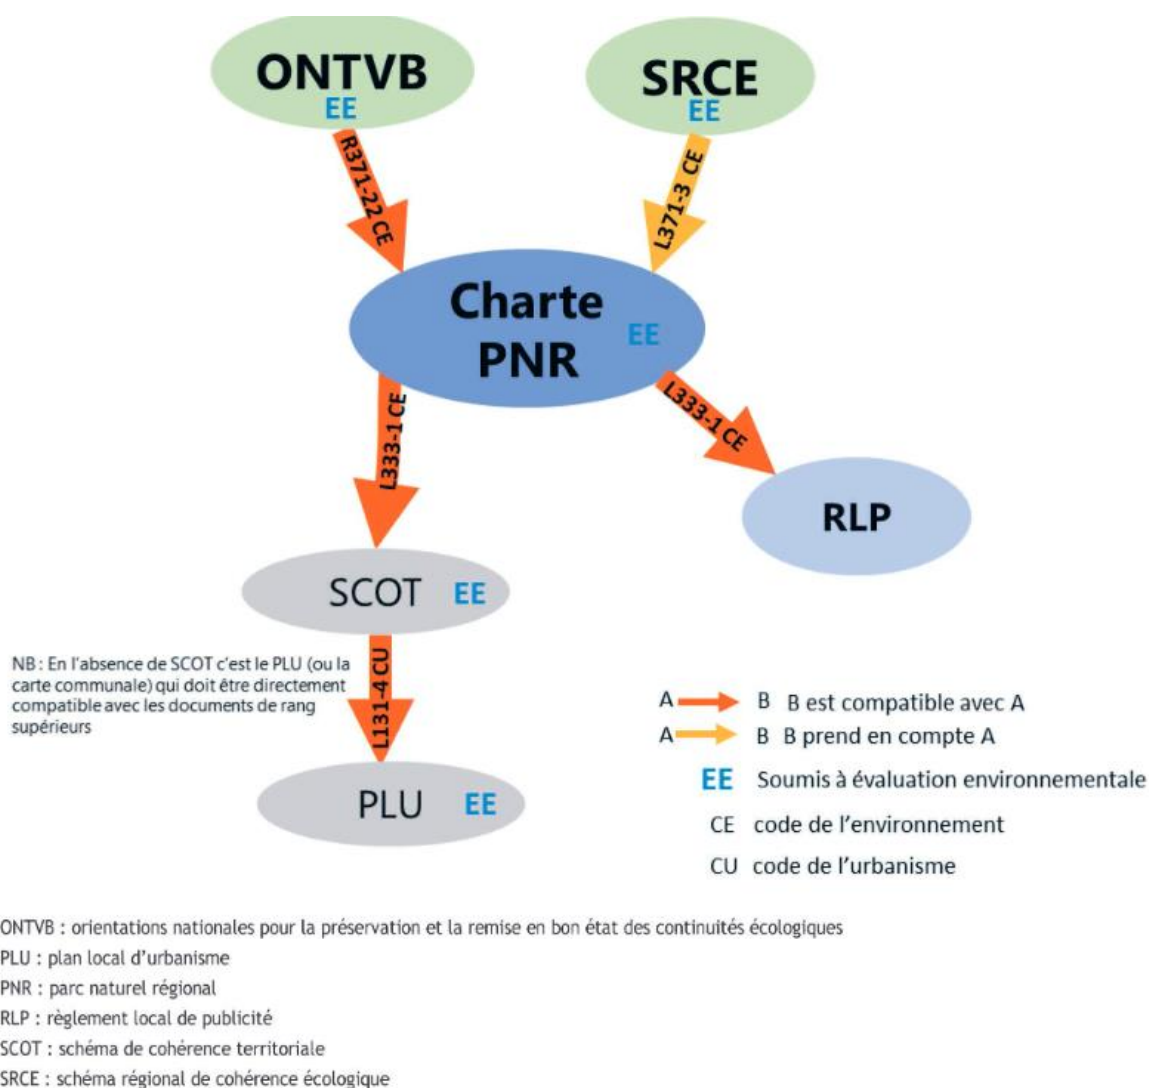 ONTVB
EE
SRCE
EE
R371-22 CE
L371-3 CE
Charte
PNR
EE
L333-1 CE
L333-1 CE
RLP
SCOT EE
NB : En l'absence de SCOT c'est le PLU (ou la
carte communale) qui doit être directement
compatible avec les documents de rang
supérieurs
L131-4 CU
PLU EE
A B B est compatible avec A
A B B prend en compte A
EE Soumis à évaluation environnementale
CE code de l'environnement
CU code de l'urbanisme
ONTVB : orientations nationales pour la préservation et la remise en bon état des continuités écologiques
PLU : plan local d'urbanisme
PNR : parc naturel régional
RLP : règlement local de publicité
SCOT : schéma de cohérence territoriale
SRCE : schéma régional de cohérence écologique